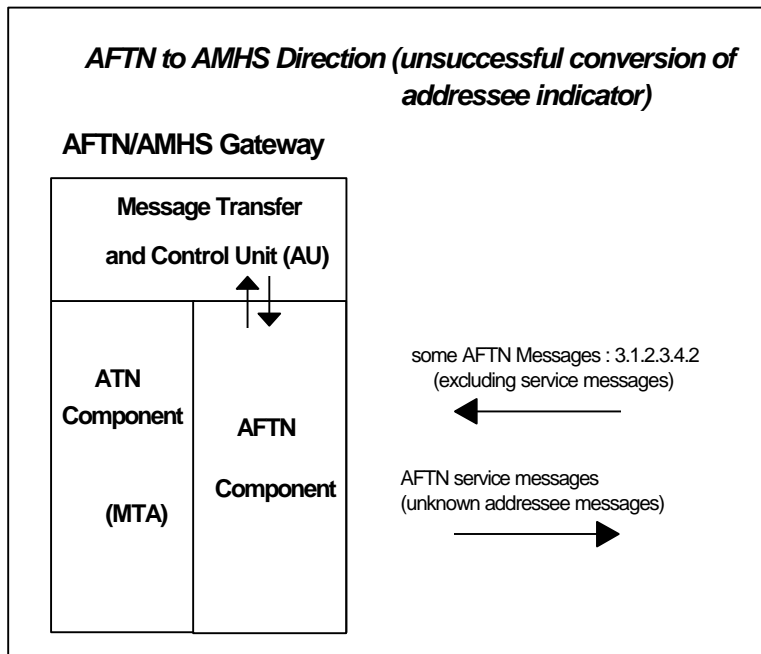 AFTN to AMHS Direction (unsuccessful conversion of
addressee indicator)
AFTN/AMHS Gateway
Message Transfer
and Control Unit (AU)
ATN
Component
(MTA)
AFTN
Component
some AFTN Messages : 3.1.2.3.4.2
(excluding service messages)
AFTN service messages
(unknown addressee messages)